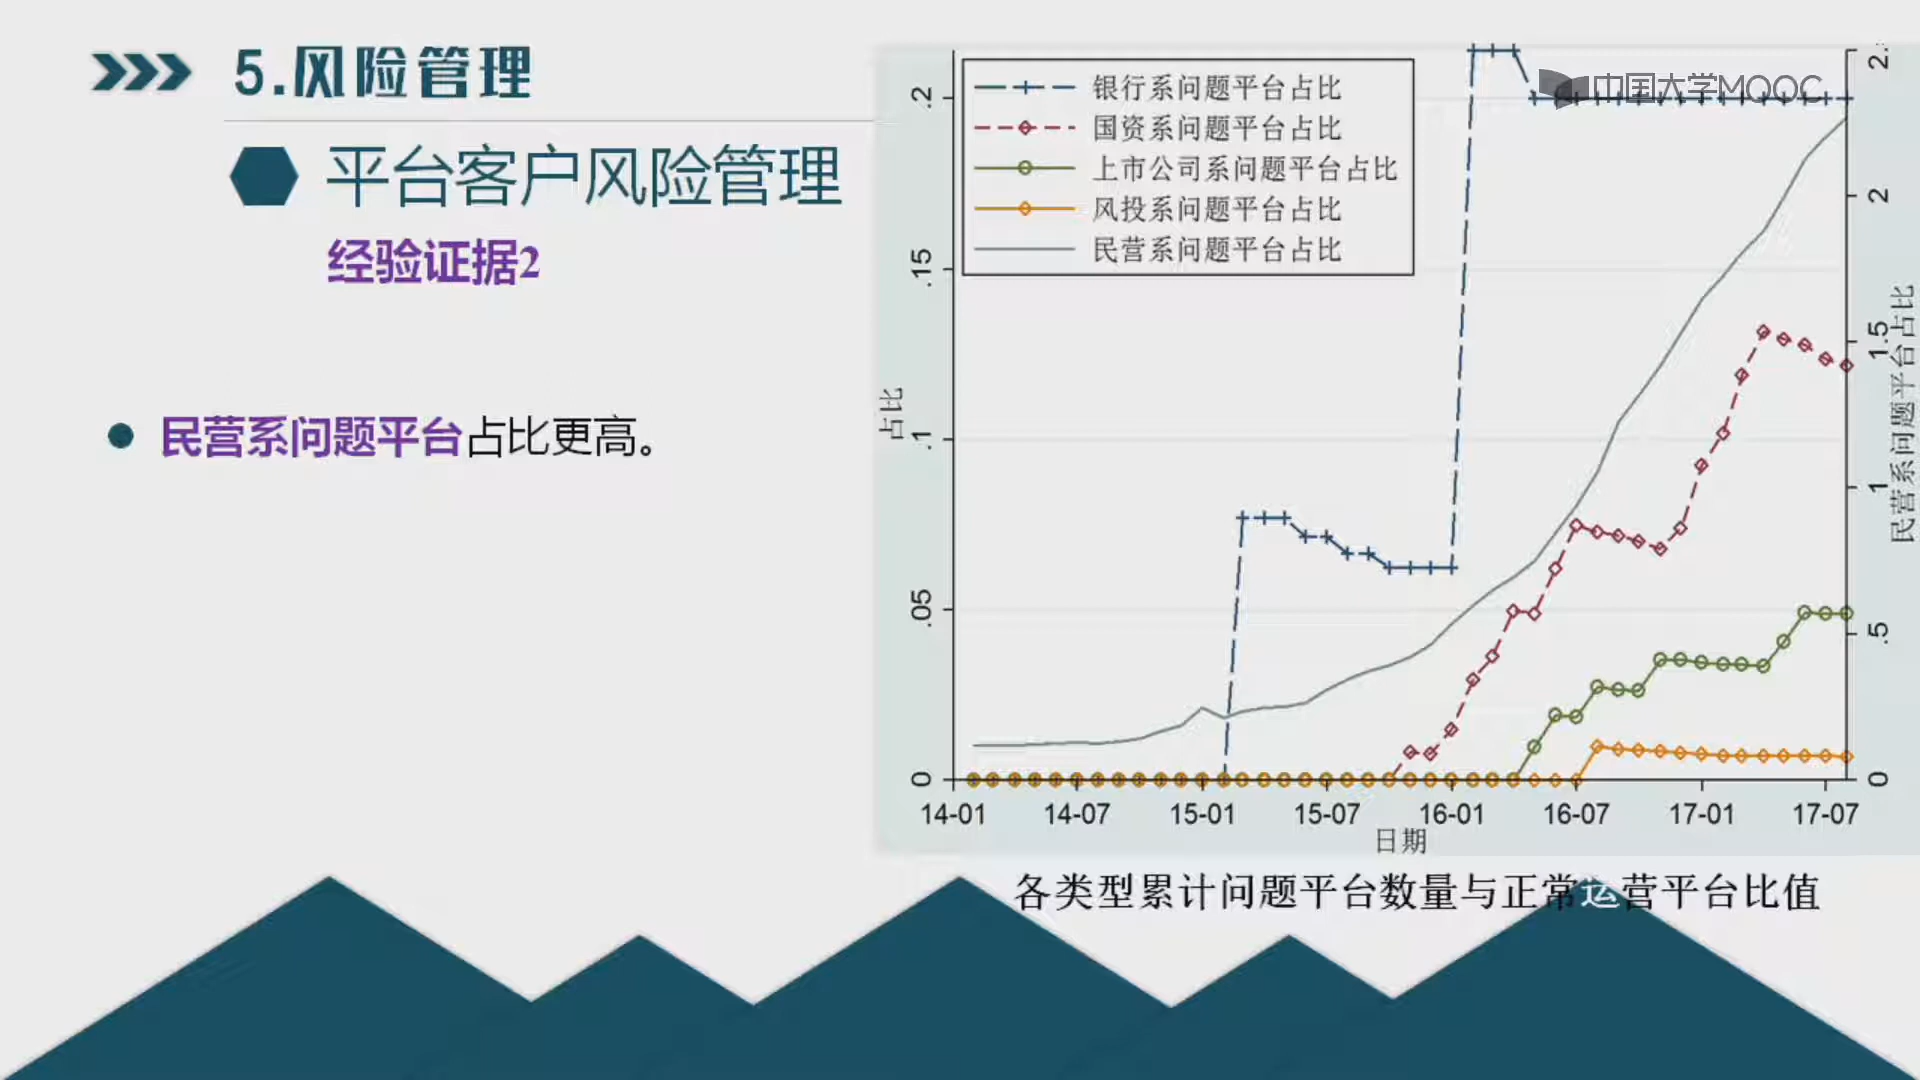 5.风险管理
平台客户风险管理
经验证据2
民营系问题平台占比更高。
银行系问题平台占比
国资系问题平台占比
上市公司系问题平台占比
风投系问题平台占比
民营系问题平台占比
中国大学MOOC
占比
.2
.15
.1
.05
0
2.
2
1.5
1
.5
0
民营系问题平台占比
14-01 14-07 15-01 15-07 16-01 16-07 17-01 17-07
日期
各类型累计问题平台数量与正常运营平台比值